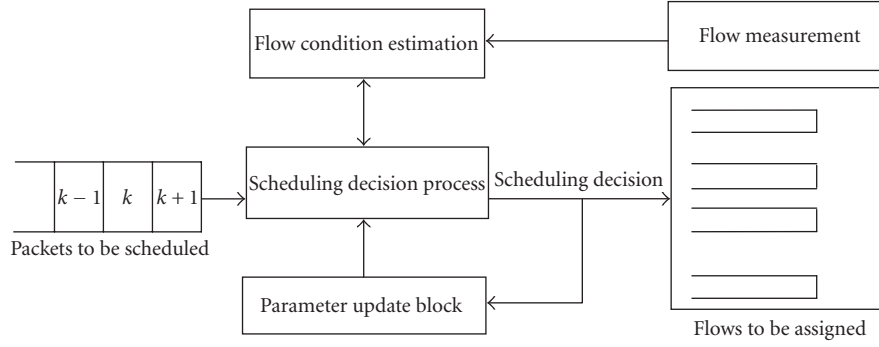 Flow condition estimation
Flow measurement
k − 1
k
k + 1
Packets to be scheduled
Scheduling decision process
Scheduling decision
Parameter update block
Flows to be assigned